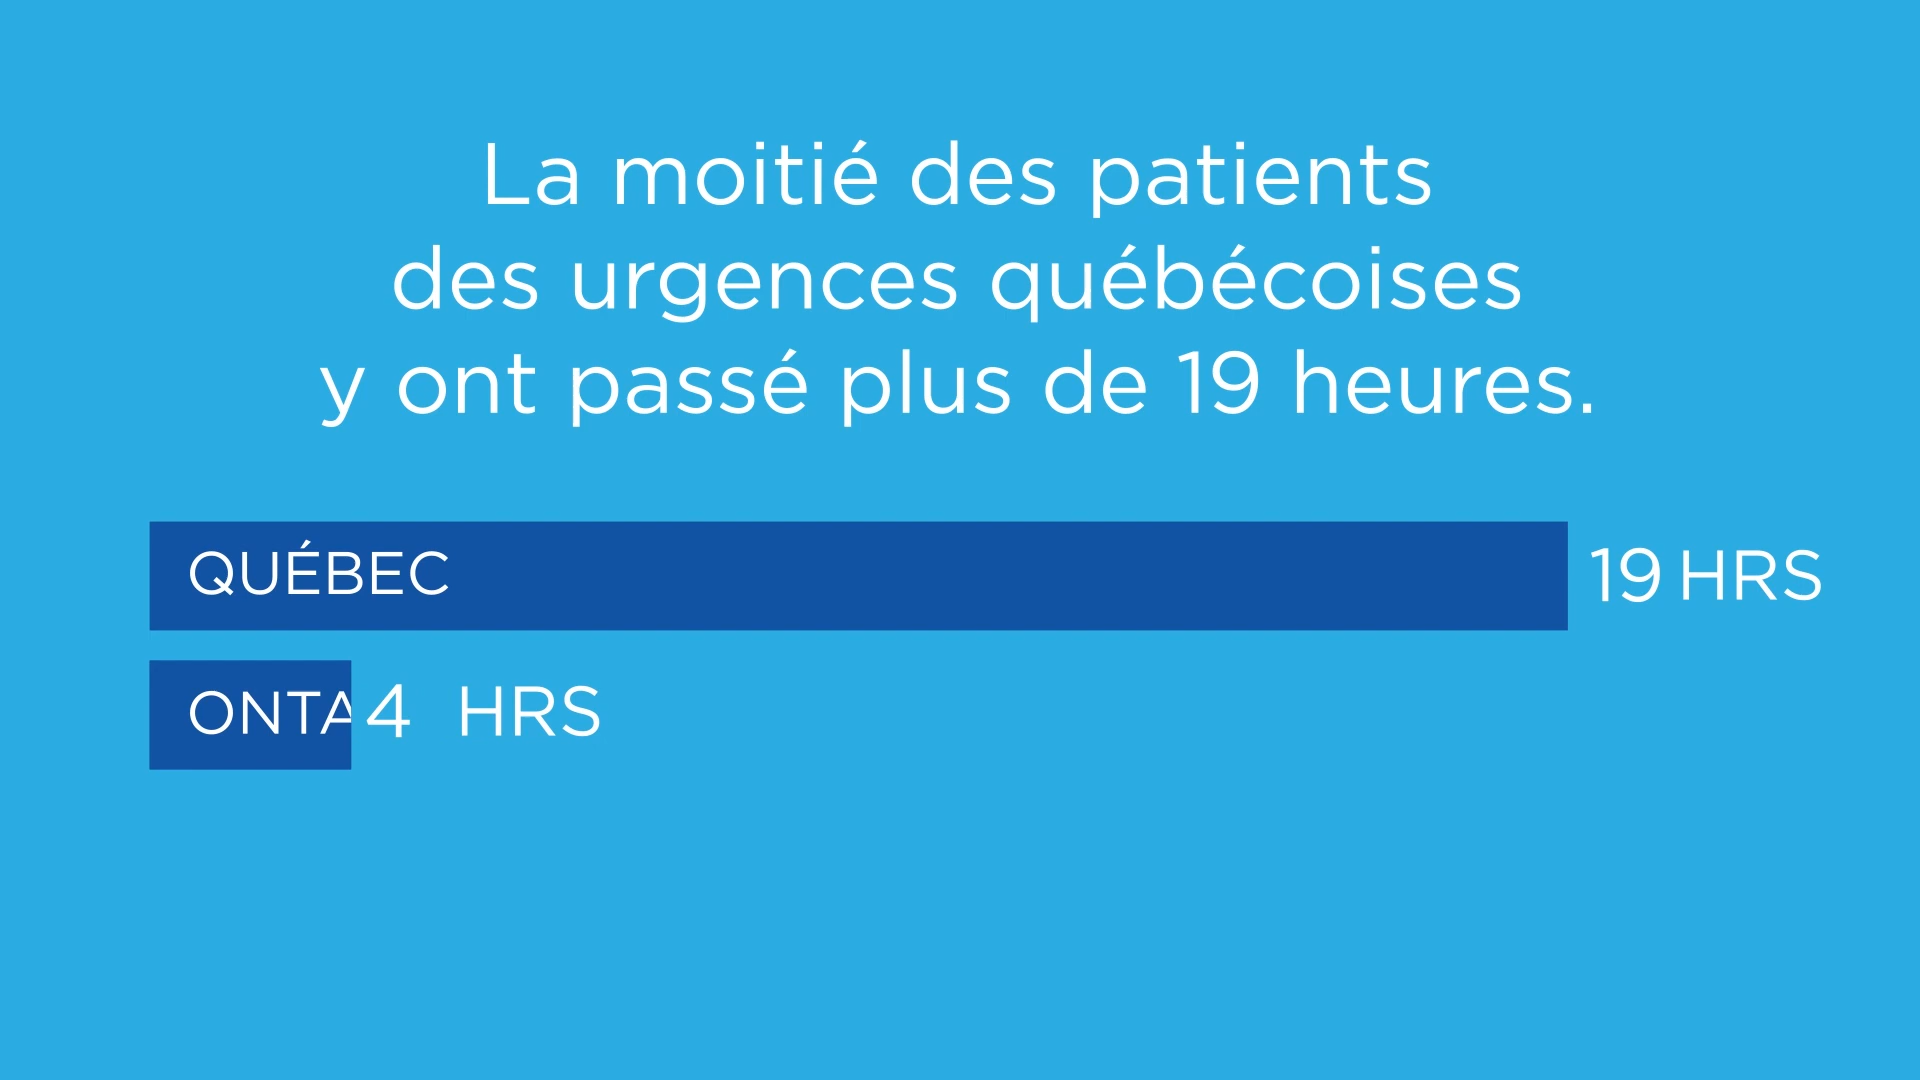 La moitié des patients
des urgences québécoises
y ont passé plus de 19 heures.
QUÉBEC 19 HRS
ONTA 4 HRS